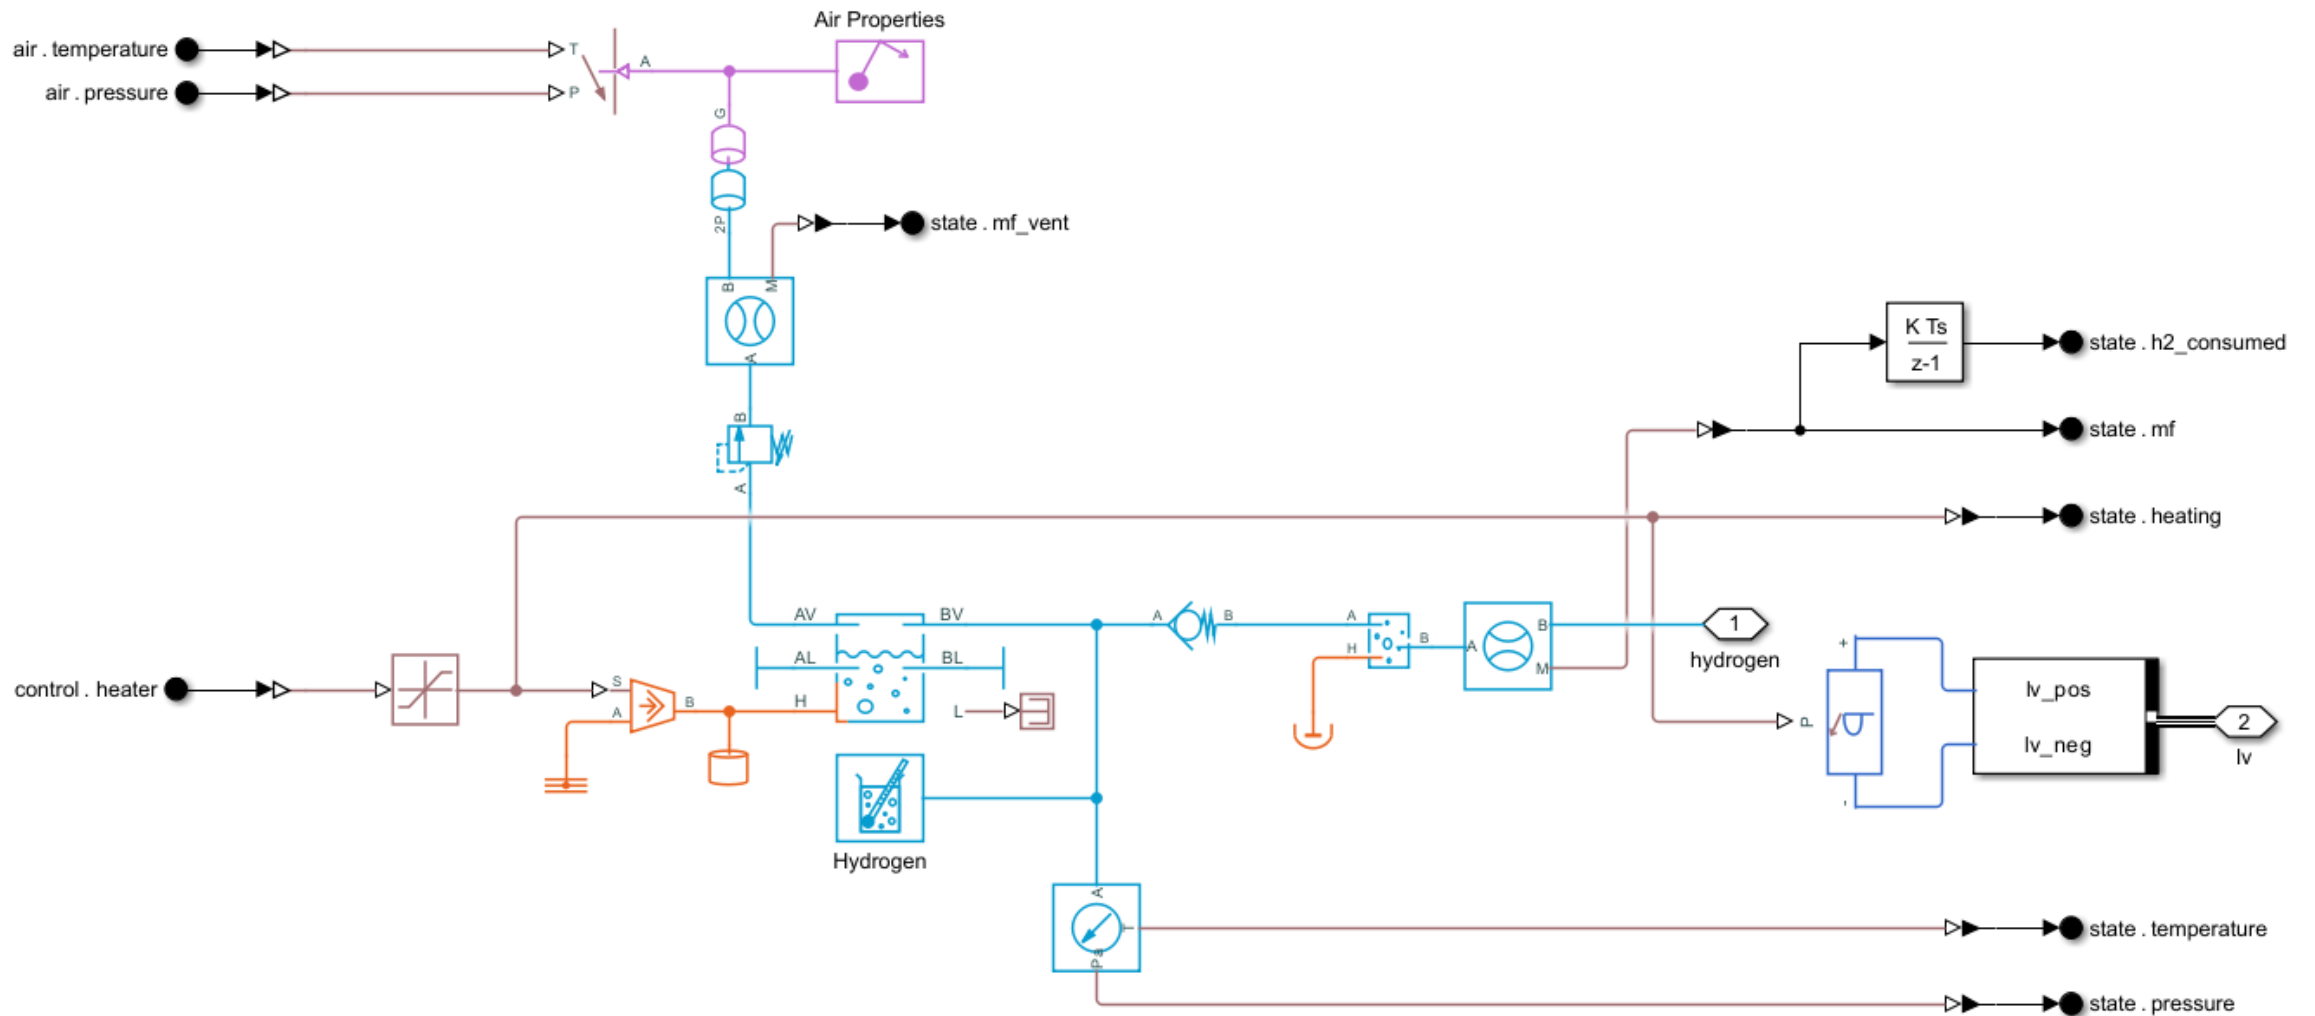 Air Properties
air . temperature
T
A
air . pressure
P
G
2P
state . mf_vent
B
M
A
K Ts
z-1
state . h2_consumed
B
state . mf
A
state . heating
AV
BV
A
B
A
B
1
hydrogen
AL
BL
H
B
A
M
+
control . heater
S
A
B
H
L
P
lv_pos
lv_neg
2
lv
-
Hydrogen
A
T
state . temperature
Pa
state . pressure